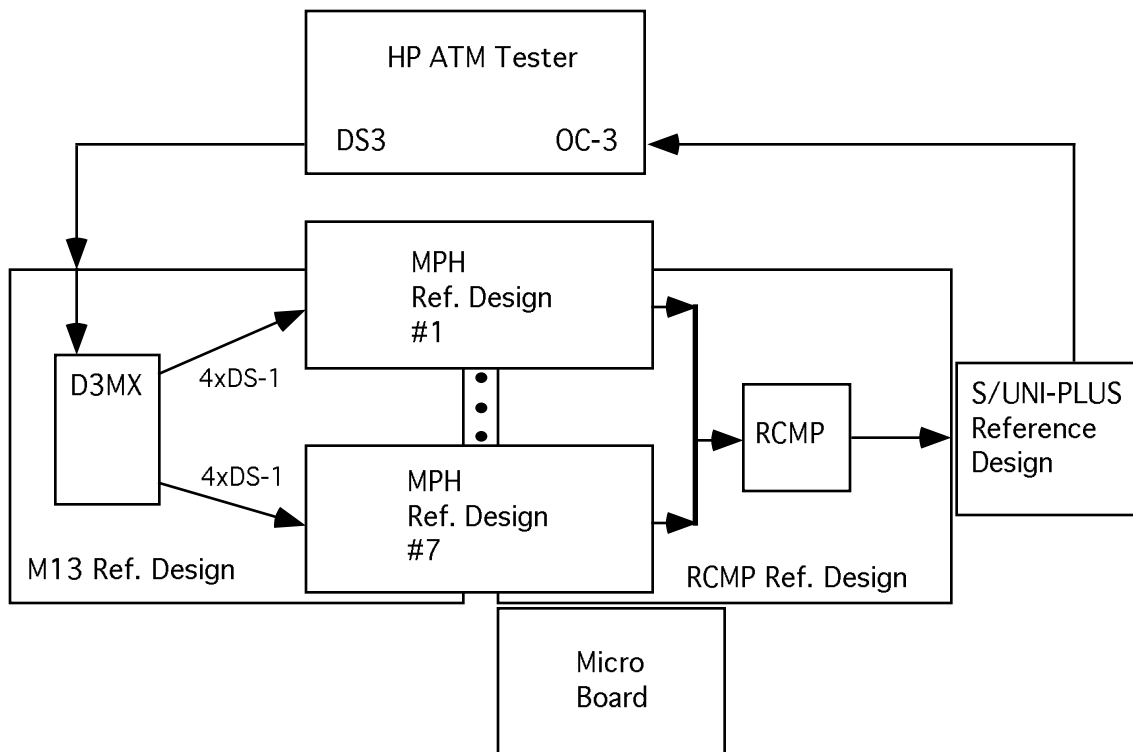 HP ATM Tester
DS3
OC-3
MPH
Ref. Design
#1
D3MX
4xDS-1
4xDS-1
MPH
Ref. Design
#7
M13 Ref. Design
RCMP
RCMP Ref. Design
S/UNI-PLUS
Reference
Design
Micro
Board